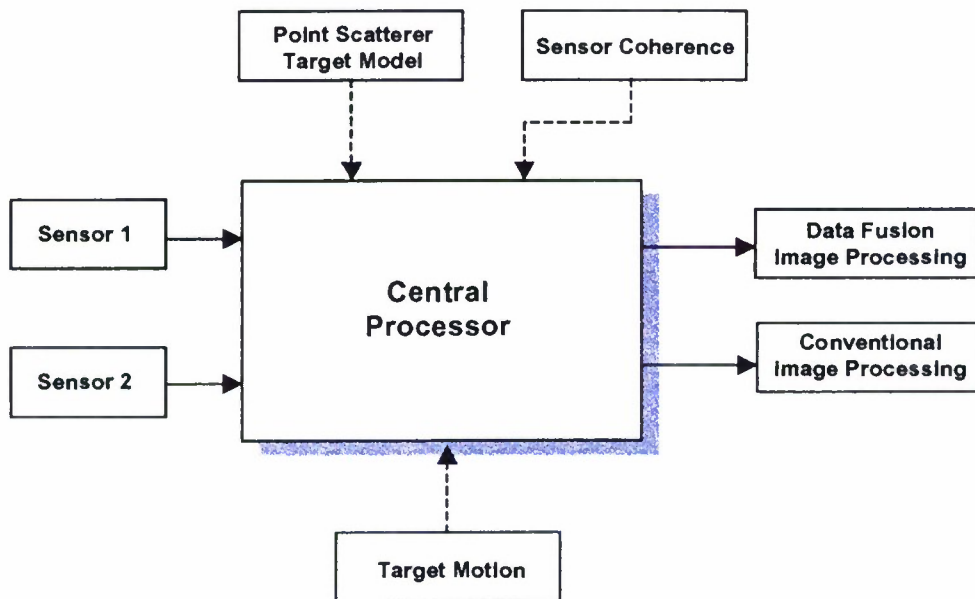 Point Scatterer
Target Model
Sensor Coherence
Sensor 1
Data Fusion
Image Processing
Central
Processor
Sensor 2
Conventional
Image Processing
Target Motion